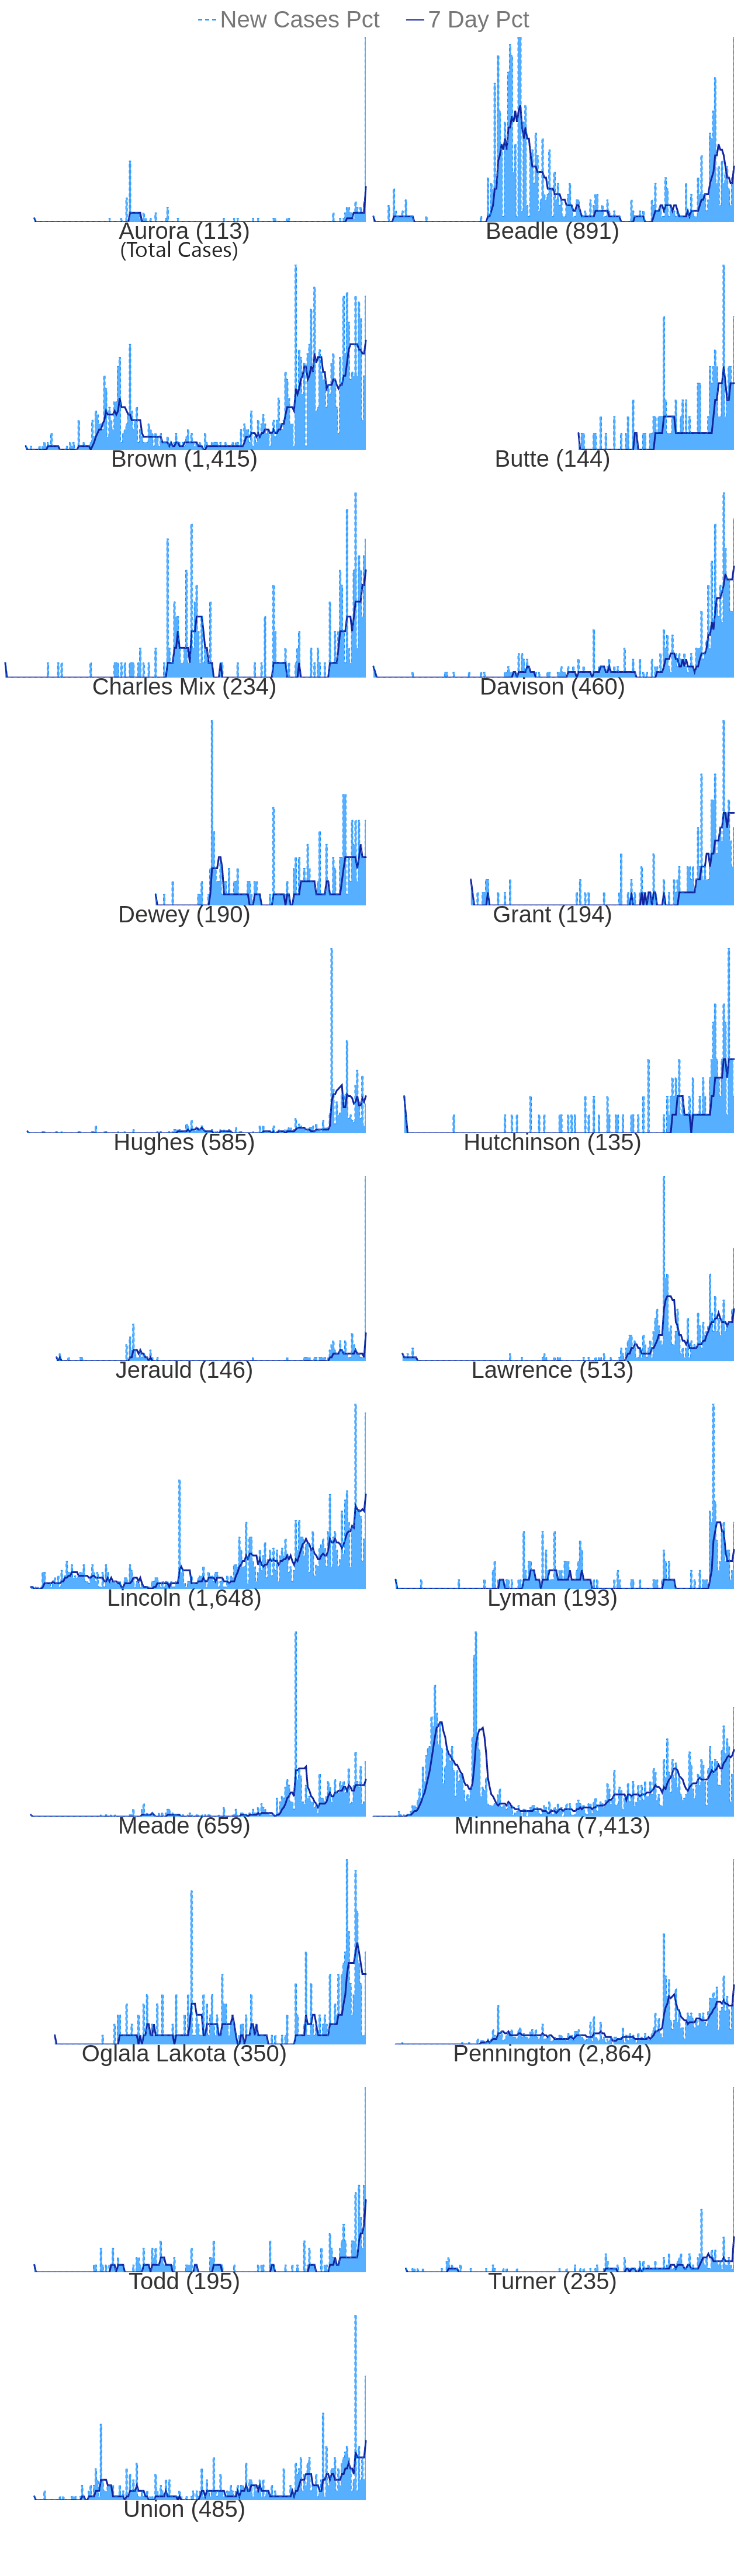 New Cases Pct 7 Day Pct
Aurora (113) Beadle (891)
(Total Cases)
Brown (1,415) Butte (144)
Charles Mix (234) Davison (460)
Dewey (190) Grant (194)
Hughes (585) Hutchinson (135)
Jerauld (146) Lawrence (513)
Lincoln (1,648) Lyman (193)
Meade (659) Minnehaha (7,413)
Oglala Lakota (350) Pennington (2,864)
Todd (195) Turner (235)
Union (485)